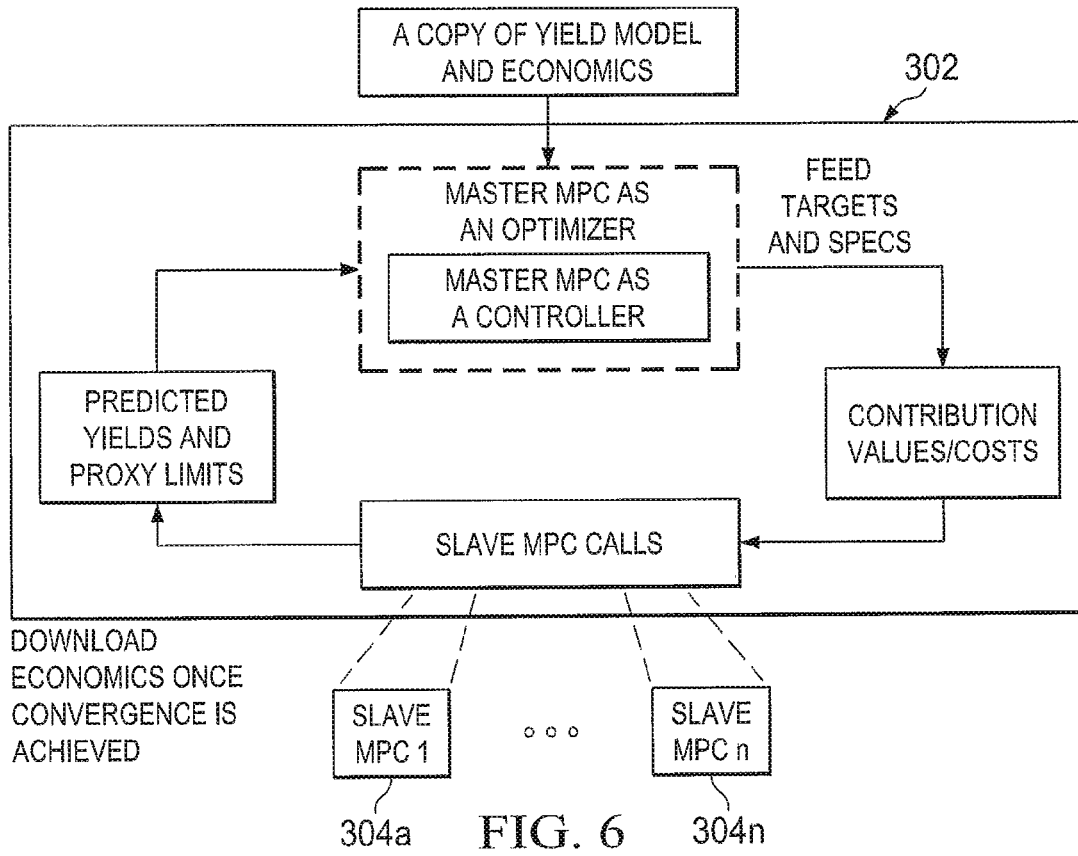 A COPY OF YIELD MODEL
AND ECONOMICS
302
MASTER MPC AS
AN OPTIMIZER
MASTER MPC AS
A CONTROLLER
FEED
TARGETS
AND SPECS
PREDICTED
YIELDS AND
PROXY LIMITS
CONTRIBUTION
VALUES/COSTS
SLAVE MPC CALLS
DOWNLOAD
ECONOMICS ONCE
CONVERGENCE IS
ACHIEVED
SLAVE
MPC 1
SLAVE
MPC n
304a
304n
FIG. 6